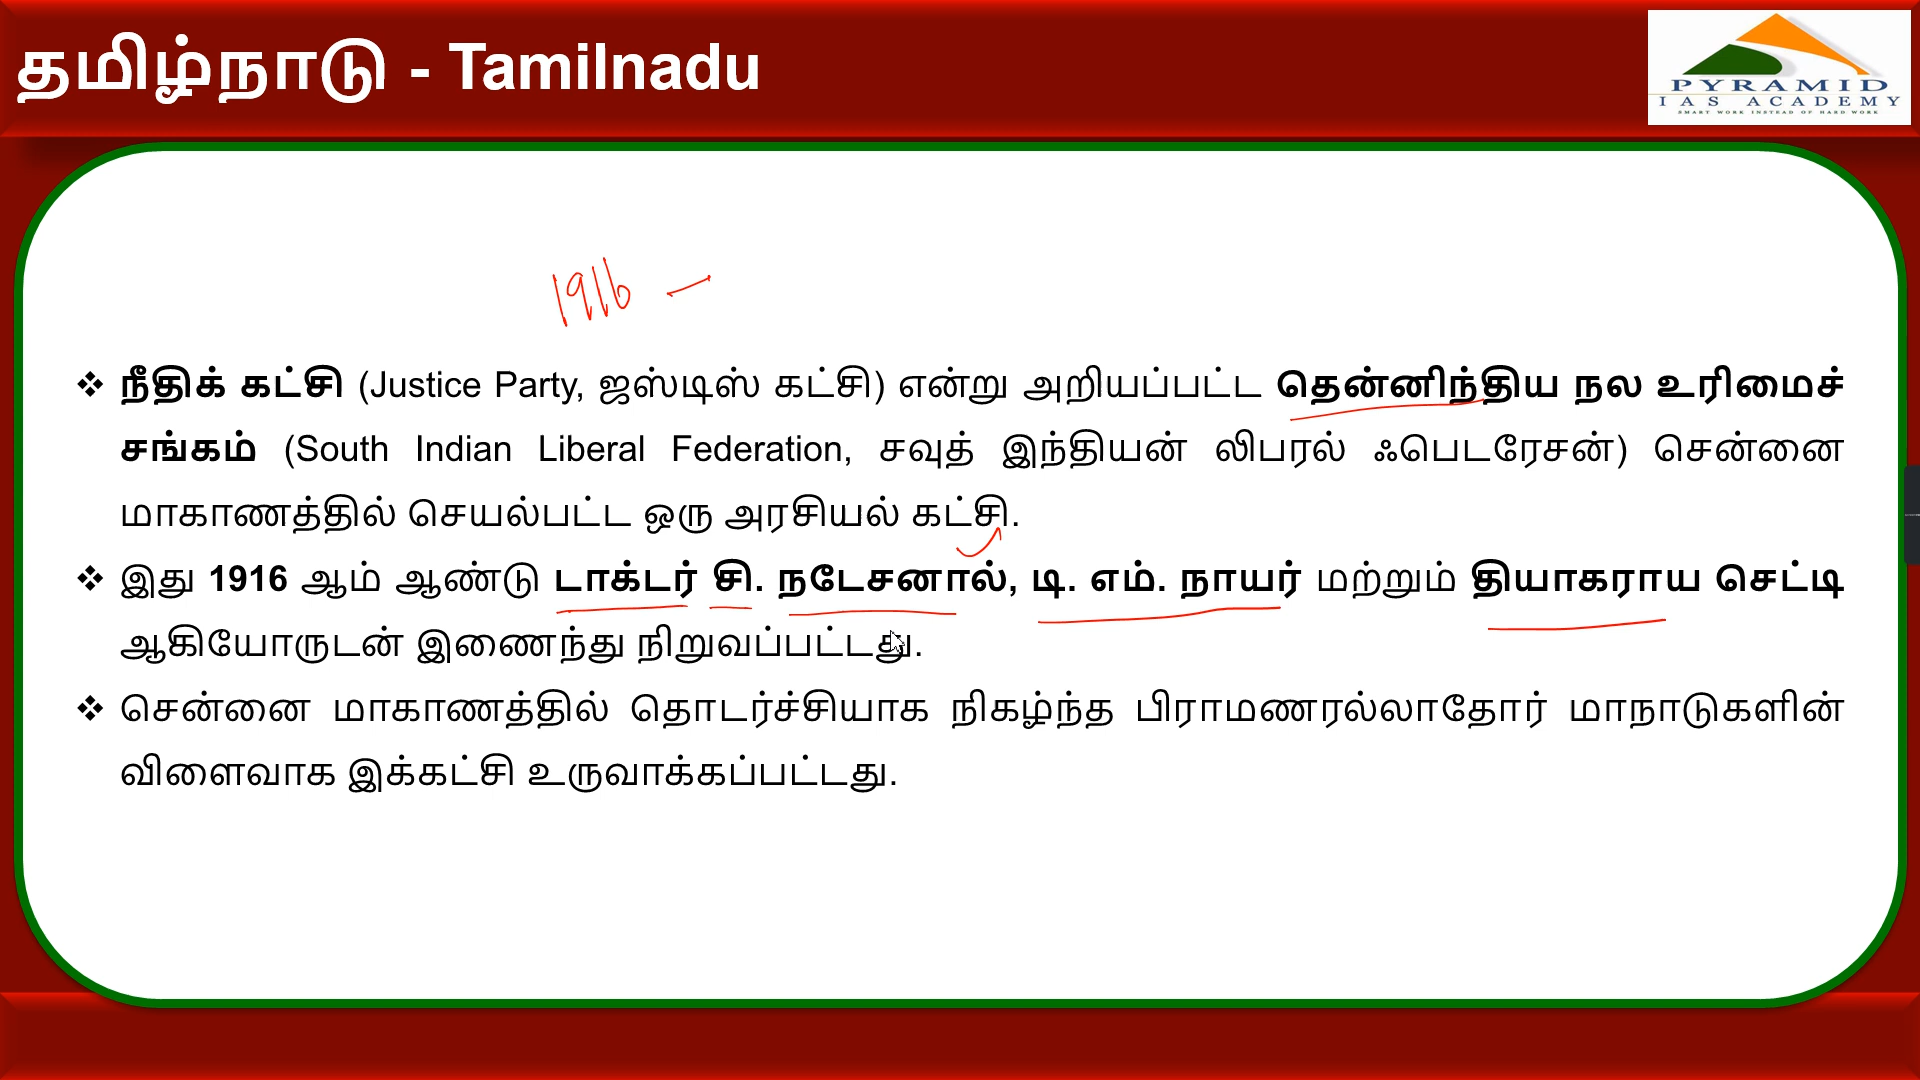 தமிழ்நாடு - Tamilnadu
PYRAMID
IAS ACADEMY
SMART WORK INSTEAD OF HARD WORK
1916 —
❖ நீதிக் கட்சி (Justice Party, ஜஸ்டிஸ் கட்சி) என்று அறியப்பட்ட தென்னிந்திய நல உரிமைச்
சங்கம் (South Indian Liberal Federation, சவுத் இந்தியன் லிபரல் ஃபெடரேசன்) சென்னை
மாகாணத்தில் செயல்பட்ட ஒரு அரசியல் கட்சி.
❖ இது 1916 ஆம் ஆண்டு டாக்டர் சி. நடேசனால், டி. எம். நாயர் மற்றும் தியாகராய செட்டி
ஆகியோருடன் இணைந்து நிறுவப்பட்டது.
❖ சென்னை மாகாணத்தில் தொடர்ச்சியாக நிகழ்ந்த பிராமணரல்லாதோர் மாநாடுகளின்
விளைவாக இக்கட்சி உருவாக்கப்பட்டது.